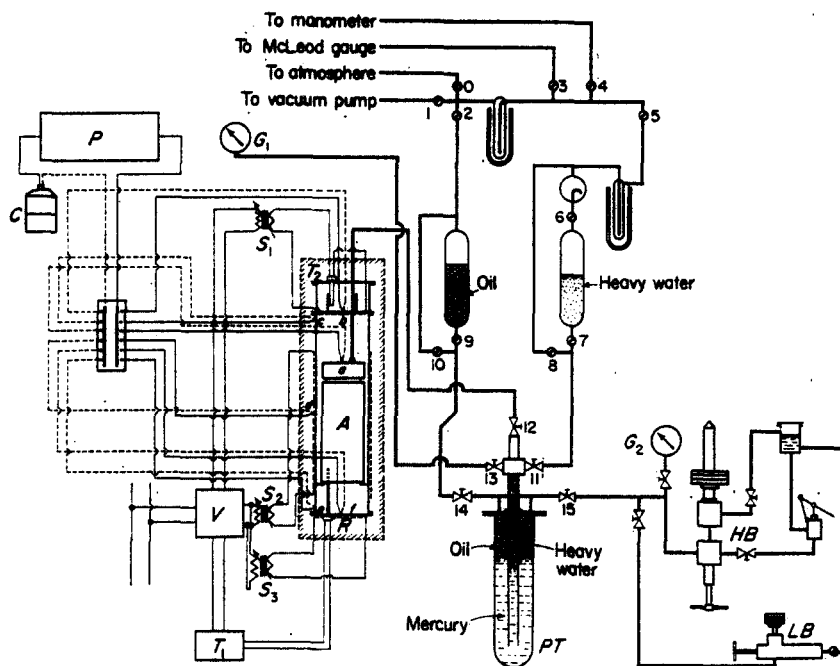 To manometer
To McLeod gauge
To atmosphere
To vacuum pump
0
1
2
3
4
5
G1
P
C
S1
T2
6
Oil
Heavy water
9
7
10
8
a
A
12
13
11
G2
14
15
V
S2
R
S3
T1
Oil
Heavy water
Mercury
PT
HB
LB